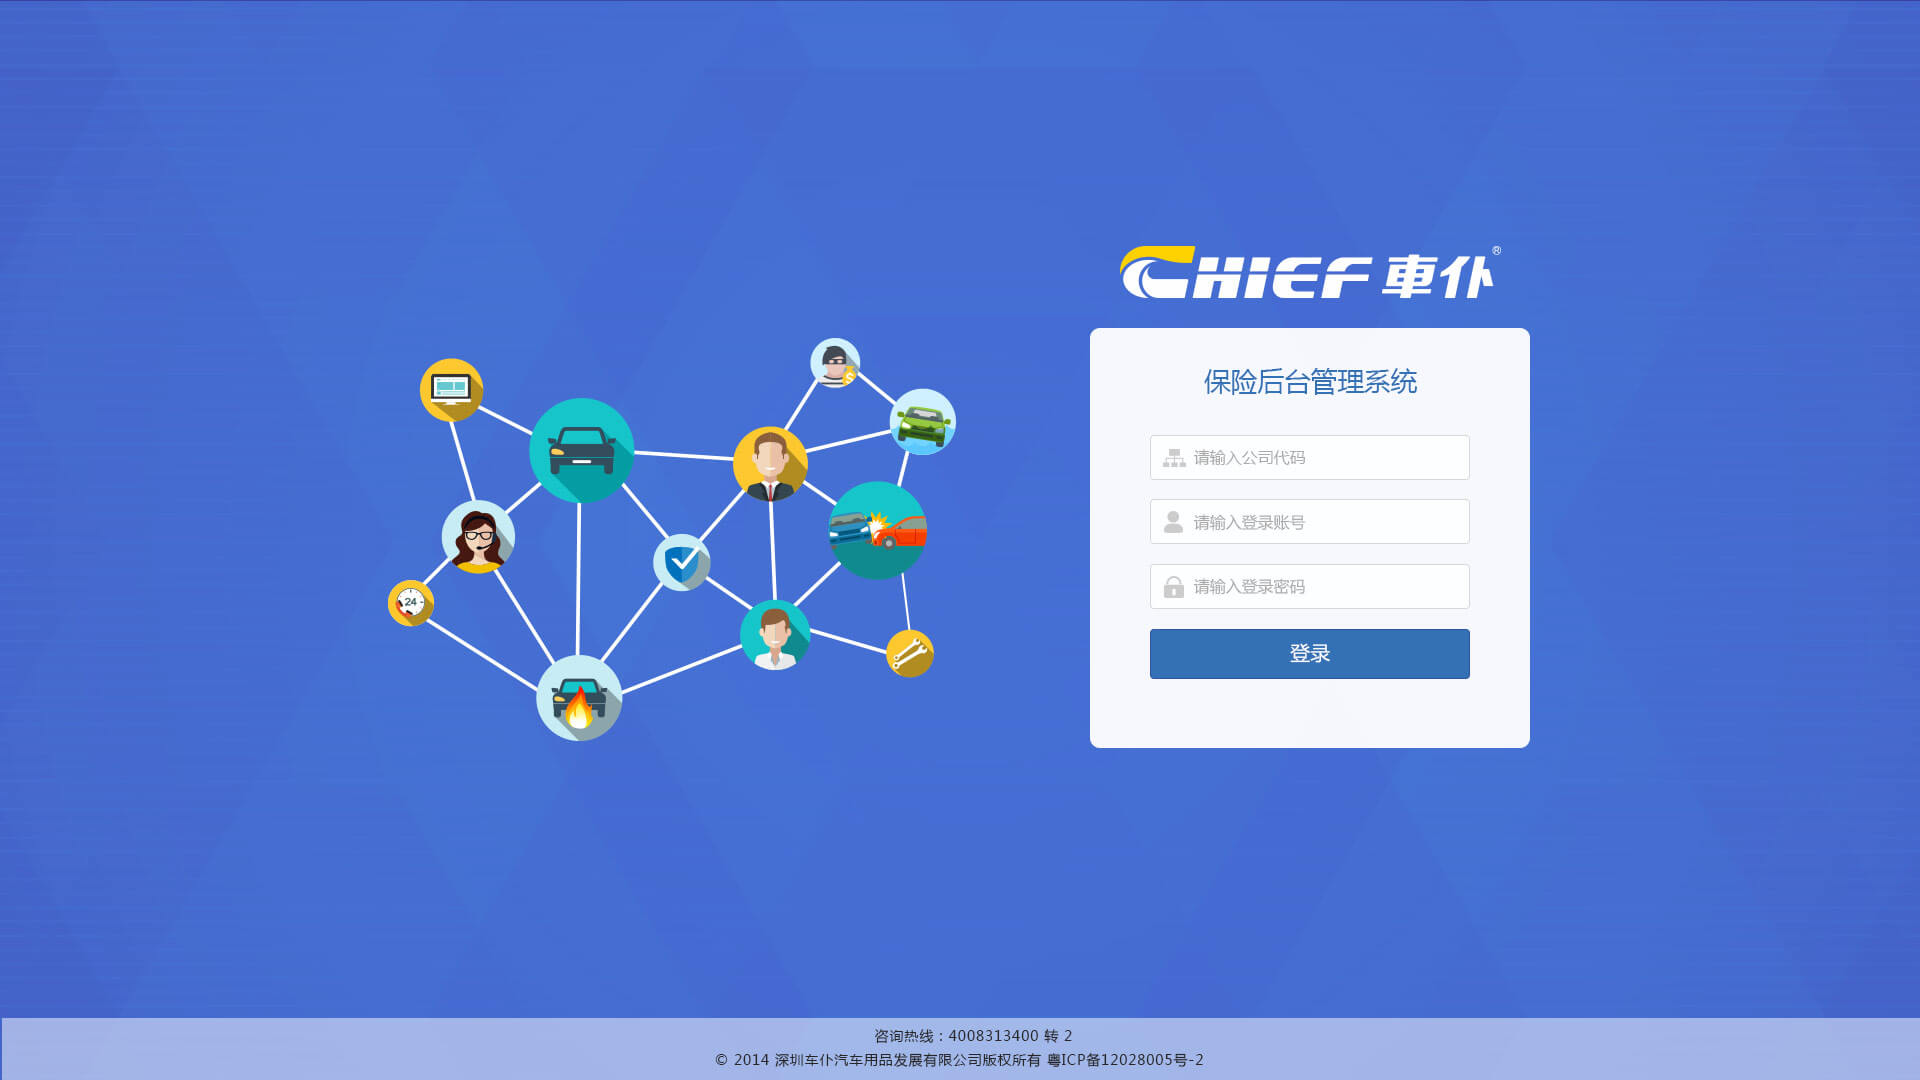 CHIEF 車仆®
保险后台管理系统
请输入公司代码
请输入登录账号
请输入登录密码
登录
24
$
咨询热线：4008313400 转 2
© 2014 深圳车仆汽车用品发展有限公司版权所有 粤ICP备12028005号-2